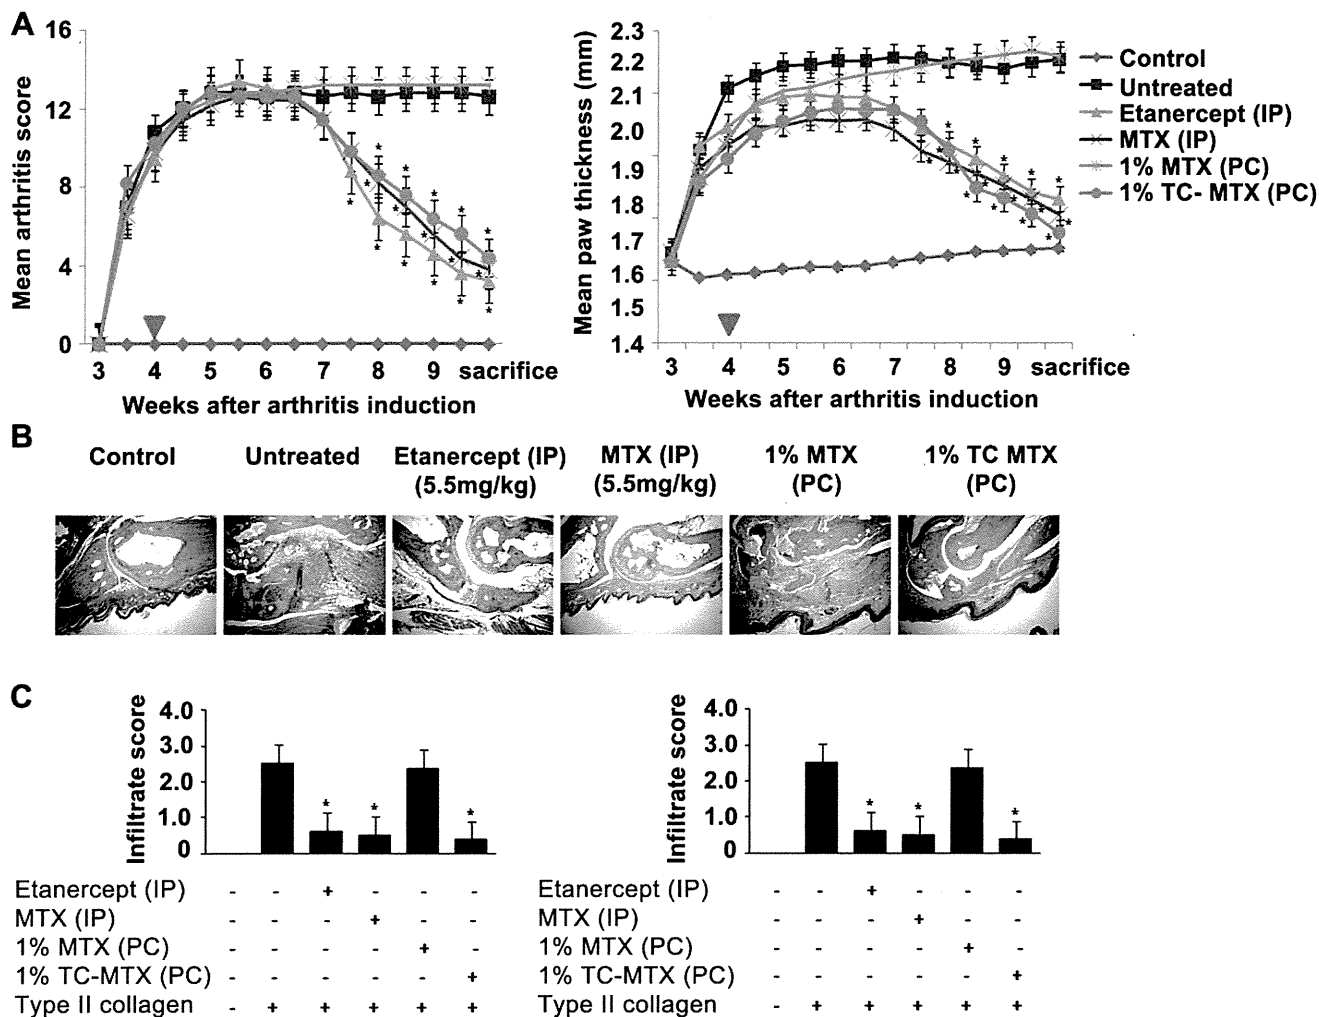 A
16
12
8
4
0
Mean arthritis score
3 4 5 6 7 8 9 sacrifice
Weeks after arthritis induction
2.3
2.2
2.1
2.0
1.9
1.8
1.7
1.6
1.5
1.4
Mean paw thickness (mm)
3 4 5 6 7 8 9 sacrifice
Weeks after arthritis induction
Control
Untreated
Etanercept (IP)
MTX (IP)
1% MTX (PC)
1% TC- MTX (PC)
B
Control
Untreated
Etanercept (IP)
(5.5mg/kg)
MTX (IP)
(5.5mg/kg)
1% MTX
(PC)
1% TC MTX
(PC)
C
4.0
3.0
2.0
1.0
0
Infiltrate score
* * *
Etanercept (IP) - - + - - -
MTX (IP) - - - + - -
1% MTX (PC) - - - - + -
1% TC-MTX (PC) - - - - - +
Type II collagen - + + + + +
4.0
3.0
2.0
1.0
0
Infiltrate score
* * *
Etanercept (IP) - - + - - -
MTX (IP) - - - + - -
1% MTX (PC) - - - - + -
1% TC-MTX (PC) - - - - - +
Type II collagen - + + + + +